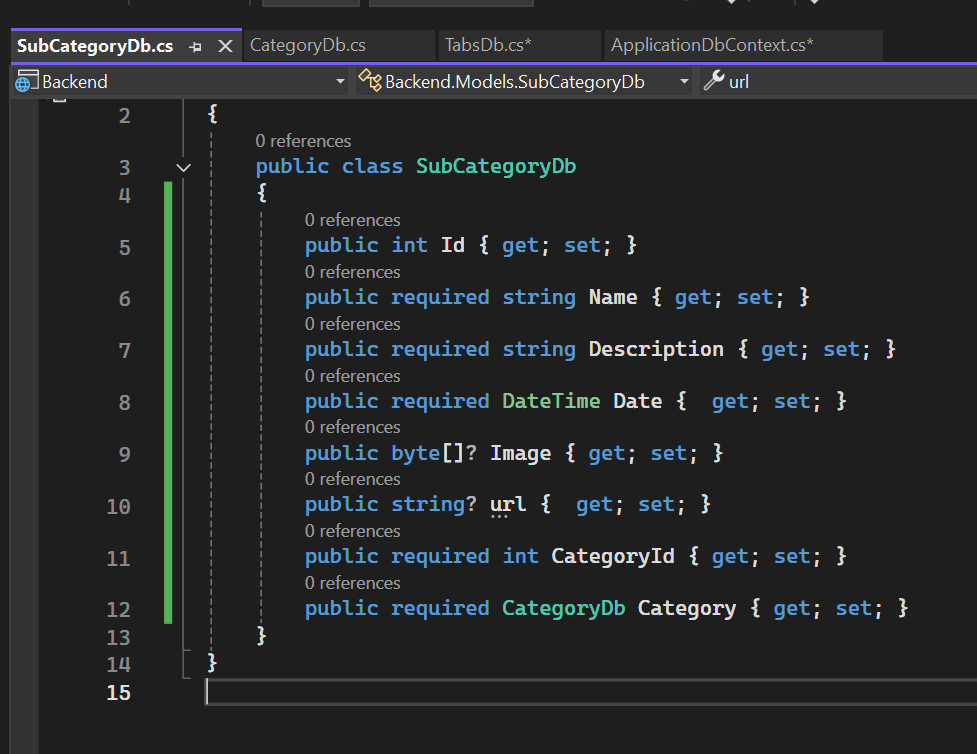 SubCategoryDb.cs CategoryDb.cs TabsDb.cs* ApplicationDbContext.cs*
Backend Backend.Models.SubCategoryDb url
2 {
0 references
3 public class SubCategoryDb
4 {
0 references
5 public int Id { get; set; }
0 references
6 public required string Name { get; set; }
0 references
7 public required string Description { get; set; }
0 references
8 public required DateTime Date {  get; set; }
0 references
9 public byte[]? Image { get; set; }
0 references
10 public string? url {  get; set; }
0 references
11 public required int CategoryId { get; set; }
0 references
12 public required CategoryDb Category { get; set; }
13 }
14 }
15